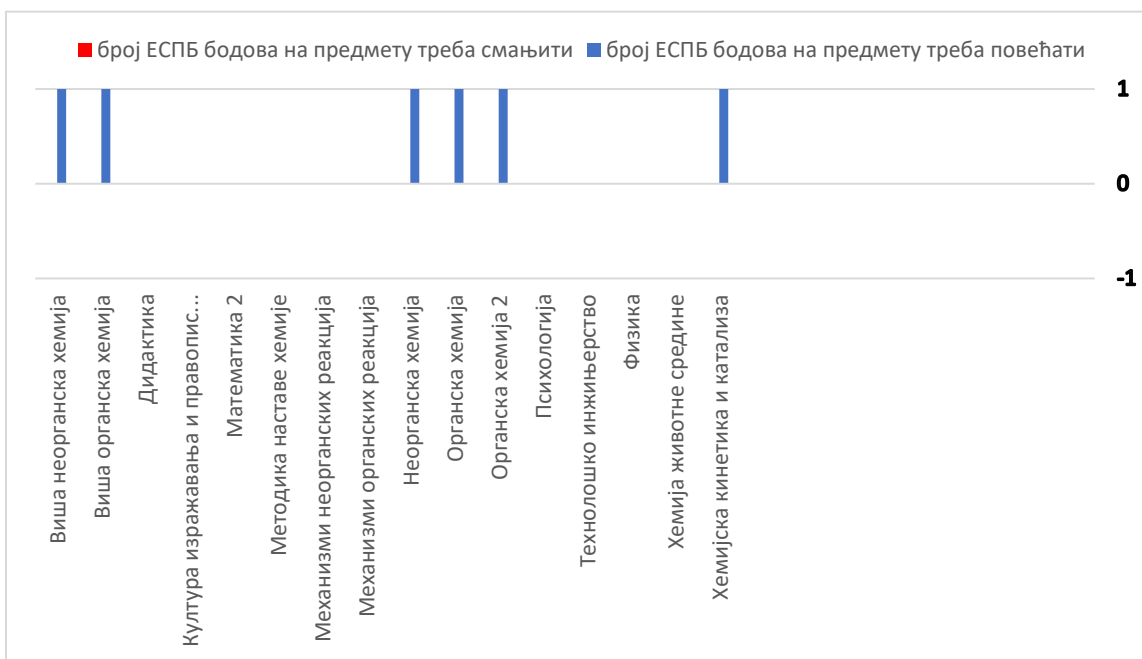 број ЕСПБ бодова на предмету треба смањити број ЕСПБ бодова на предмету треба повећати
1
0
-1
Виша неорганска хемија
Виша органска хемија
Дидактика
Култура изражавања и правопис...
Математика 2
Методика наставе хемије
Механизми неорганских реакција
Механизми органских реакција
Неорганска хемија
Органска хемија
Органска хемија 2
Психологија
Технолошко инжињерство
Физика
Хемија животне средине
Хемијска кинетика и катализа